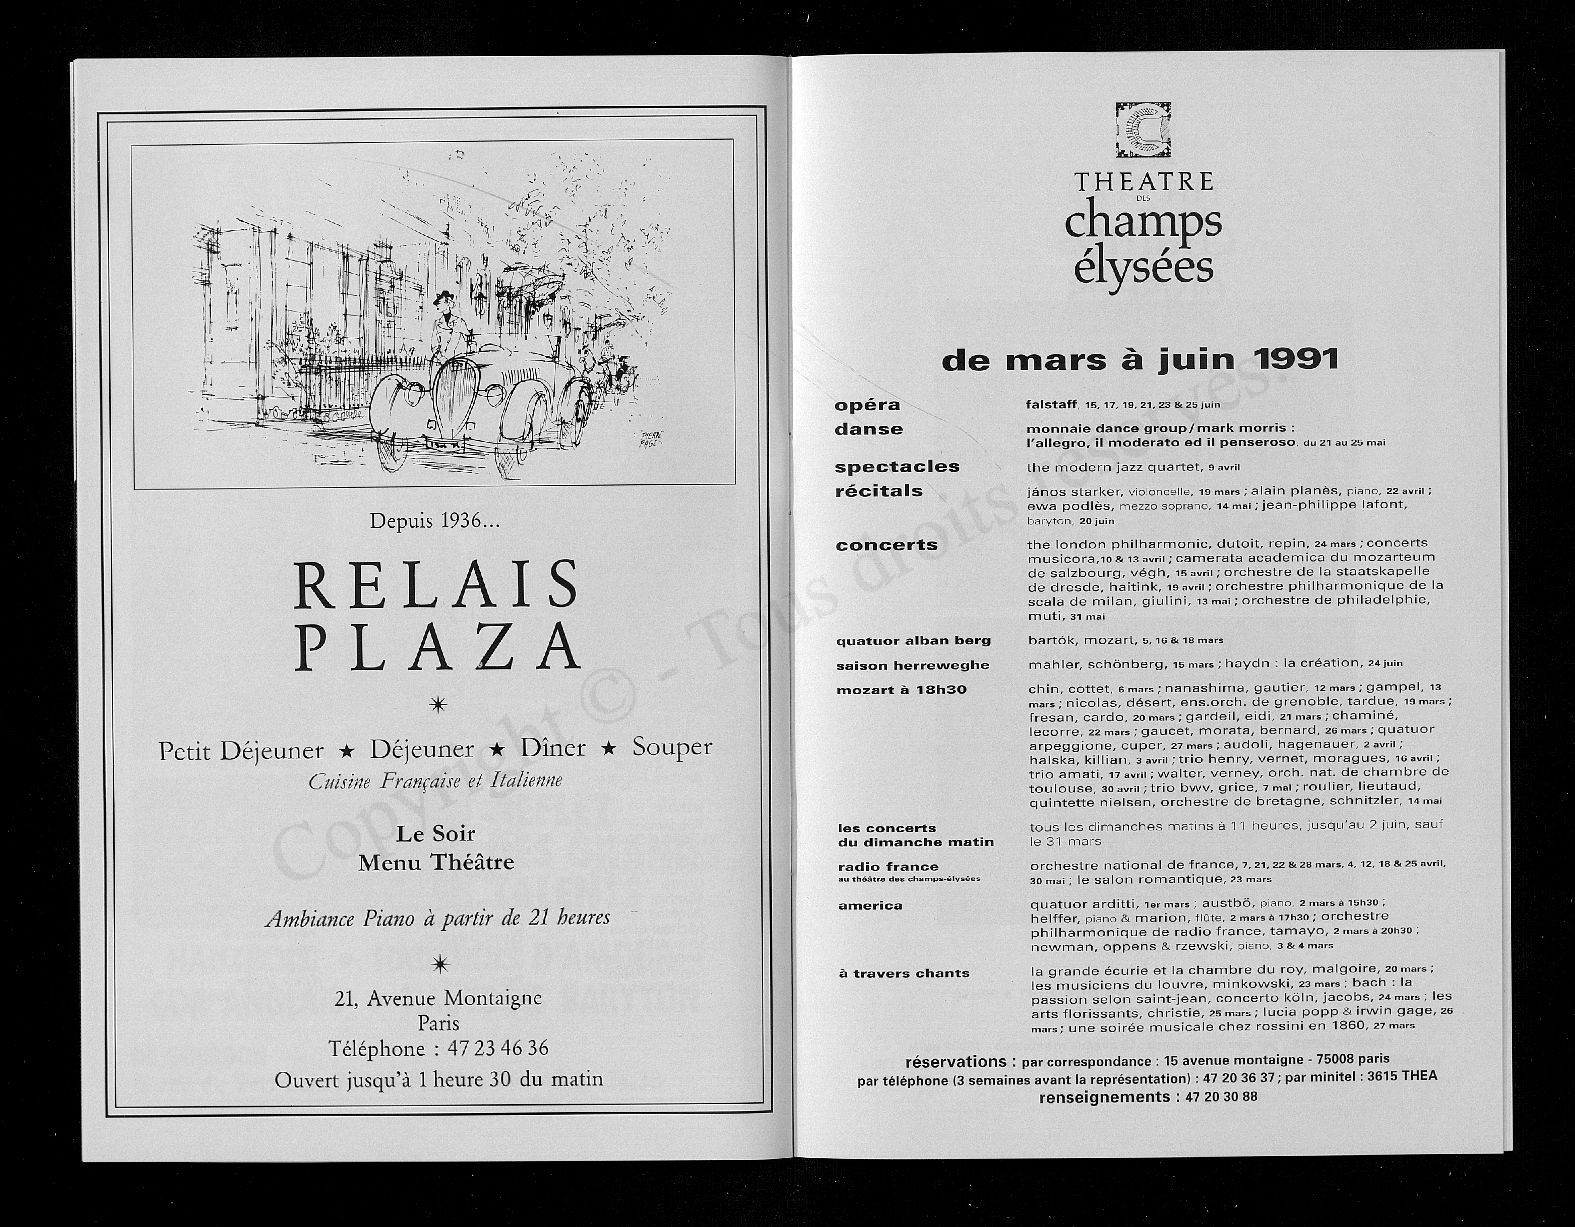 Depuis 1936...
RELAIS
PLAZA
Petit Déjeuner ★ Déjeuner ★ Dîner ★ Souper
Cuisine Française et Italienne
Le Soir
Menu Théâtre
Ambiance Piano à partir de 21 heures
21, Avenue Montaigne
Paris
Téléphone : 47 23 46 36
Ouvert jusqu'à 1 heure 30 du matin
THEATRE
DES
champs
élysées
de mars à juin 1991
opéra falstaff, 15, 17, 19, 21, 23 & 25 juin
danse monnaie dance group/mark morris :
l'allegro, il moderato ed il penseroso, du 21 au 25 mai
spectacles the modern jazz quartet, 9 avril
récitals jános starker, violoncelle, 19 mars ; alain planès, piano, 22 avril ;
ewa podlès, mezzo soprano, 14 mai ; jean-philippe lafont,
baryton, 20 juin
concerts the london philharmonic, dutoit, repin, 24 mars ; concerts
musicora, 10 & 13 avril ; camerata academica du mozarteum
de salzbourg, végh, 15 avril ; orchestre de la staatskapelle
de dresde, haitink, 19 avril ; orchestre philharmonique de la
scala de milan, giulini, 13 mai ; orchestre de philadelphie,
muti, 31 mai
quatuor alban berg bartók, mozart, 5, 16 & 18 mars
saison herreweghe mahler, schönberg, 15 mars ; haydn : la création, 24 juin
mozart à 18h30 chin, cottet, 6 mars ; nanashima, gautier, 12 mars ; gampel, 13
mars ; nicolas, désert, ens.orch. de grenoble, tardue, 19 mars ;
fresan, cardo, 20 mars ; gardeil, eidi, 21 mars ; chaminé,
lecorre, 22 mars ; gaucet, morata, bernard, 26 mars ; quatuor
arpeggione, cuper, 27 mars ; audoli, hagenauer, 2 avril ;
halska, killian, 3 avril ; trio henry, vernet, moragues, 16 avril ;
trio amati, 17 avril ; walter, verney, orch. nat. de chambre de
toulouse, 30 avril ; trio bwv, grice, 7 mai ; roulier, lieutaud,
quintette nielsen, orchestre de bretagne, schnitzler, 14 mai
les concerts tous les dimanches matins à 11 heures, jusqu'au 2 juin, sauf
du dimanche matin le 31 mars
radio france orchestre national de france, 7, 21, 22 & 28 mars, 4, 12, 18 & 25 avril,
au théâtre des champs-élysées 30 mai ; le salon romantique, 23 mars
america quatuor arditti, 1er mars ; austbö, piano, 2 mars à 15h30 ;
helffer, piano & marion, flûte, 2 mars à 17h30 ; orchestre
philharmonique de radio france, tamayo, 2 mars à 20h30 ;
newman, oppens & rzewski, piano, 3 & 4 mars
à travers chants la grande écurie et la chambre du roy, malgoire, 20 mars ;
les musiciens du louvre, minkowski, 23 mars ; bach : la
passion selon saint-jean, concerto köln, jacobs, 24 mars ; les
arts florissants, christie, 25 mars ; lucia popp & irwin gage, 26
mars ; une soirée musicale chez rossini en 1860, 27 mars
réservations : par correspondance : 15 avenue montaigne - 75008 paris
par téléphone (3 semaines avant la représentation) : 47 20 36 37 ; par minitel : 3615 THEA
renseignements : 47 20 30 88
Copyright © - Tous droits réservés